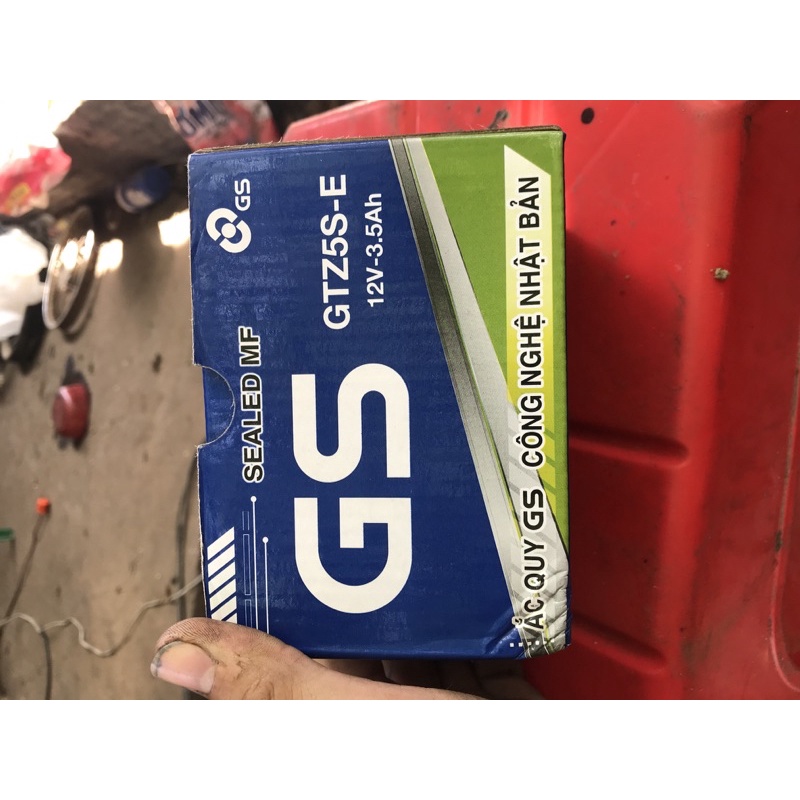 GS
SEALED MF
GTZ5S-E
12V-3.5Ah
GS
ẮC QUY GS CÔNG NGHỆ NHẬT BẢN